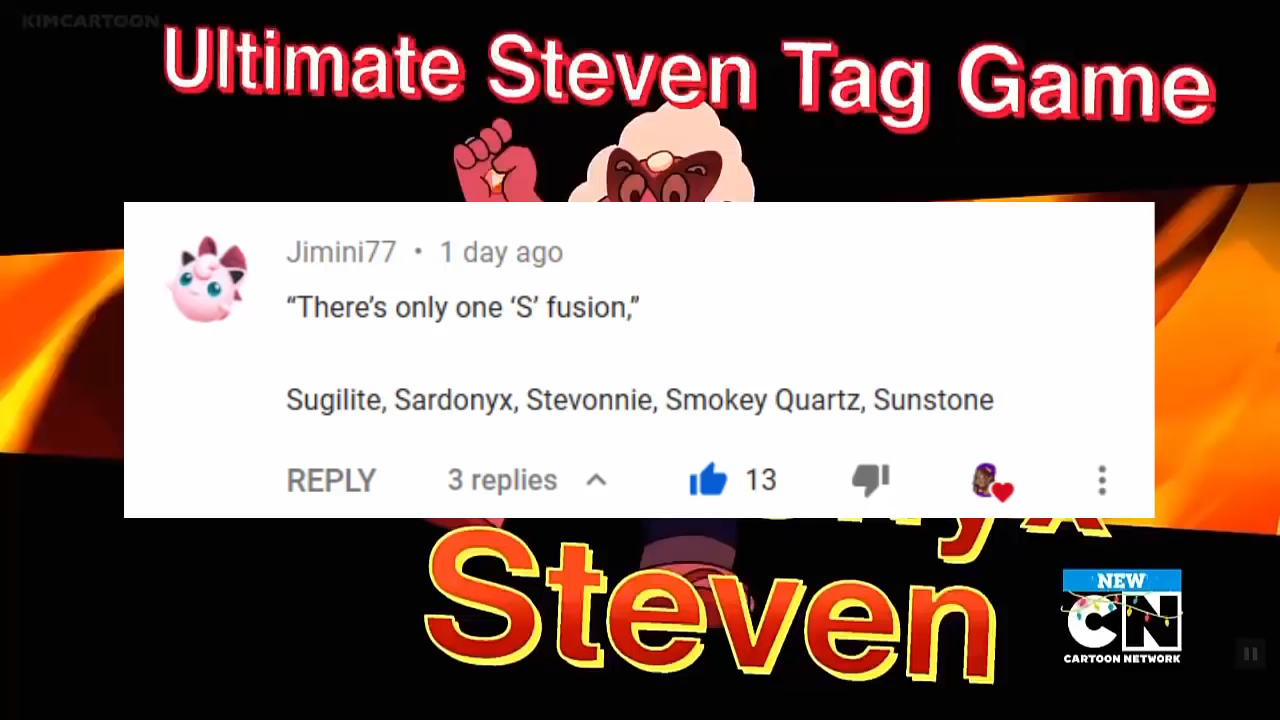 KIMCARTOON
Ultimate Steven Tag Game
Jimini77 • 1 day ago
“There’s only one ‘S’ fusion,”
Sugilite, Sardonyx, Stevonnie, Smokey Quartz, Sunstone
REPLY 3 replies 13
Steven
NEW
CN
CARTOON NETWORK